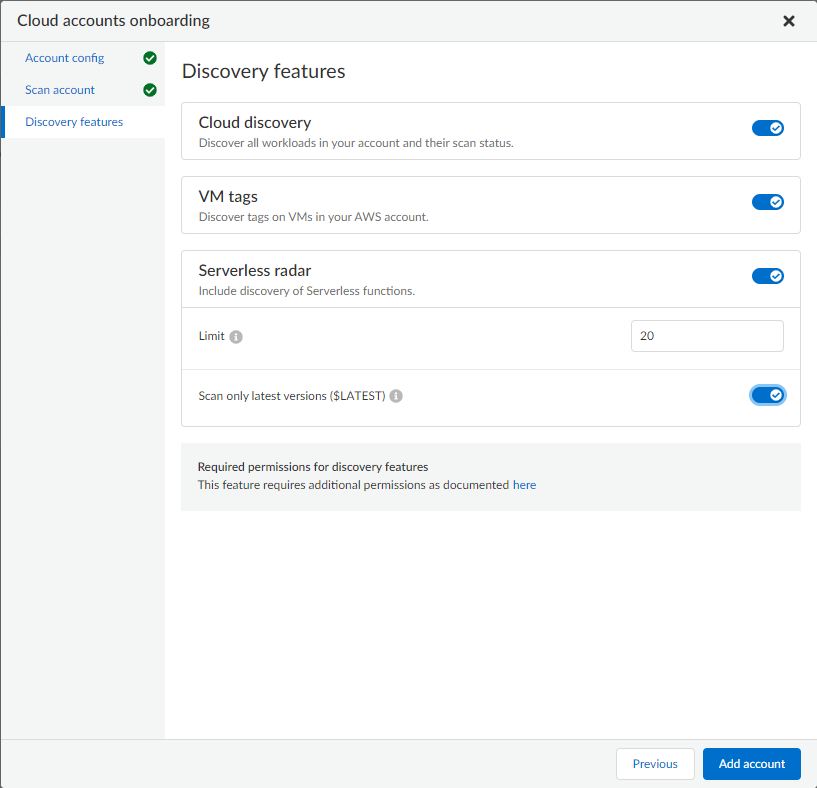 Cloud accounts onboarding
Account config
Scan account
Discovery features
Discovery features
Cloud discovery
Discover all workloads in your account and their scan status.
VM tags
Discover tags on VMs in your AWS account.
Serverless radar
Include discovery of Serverless functions.
Limit
20
Scan only latest versions ($LATEST)
Required permissions for discovery features
This feature requires additional permissions as documented here
Previous
Add account